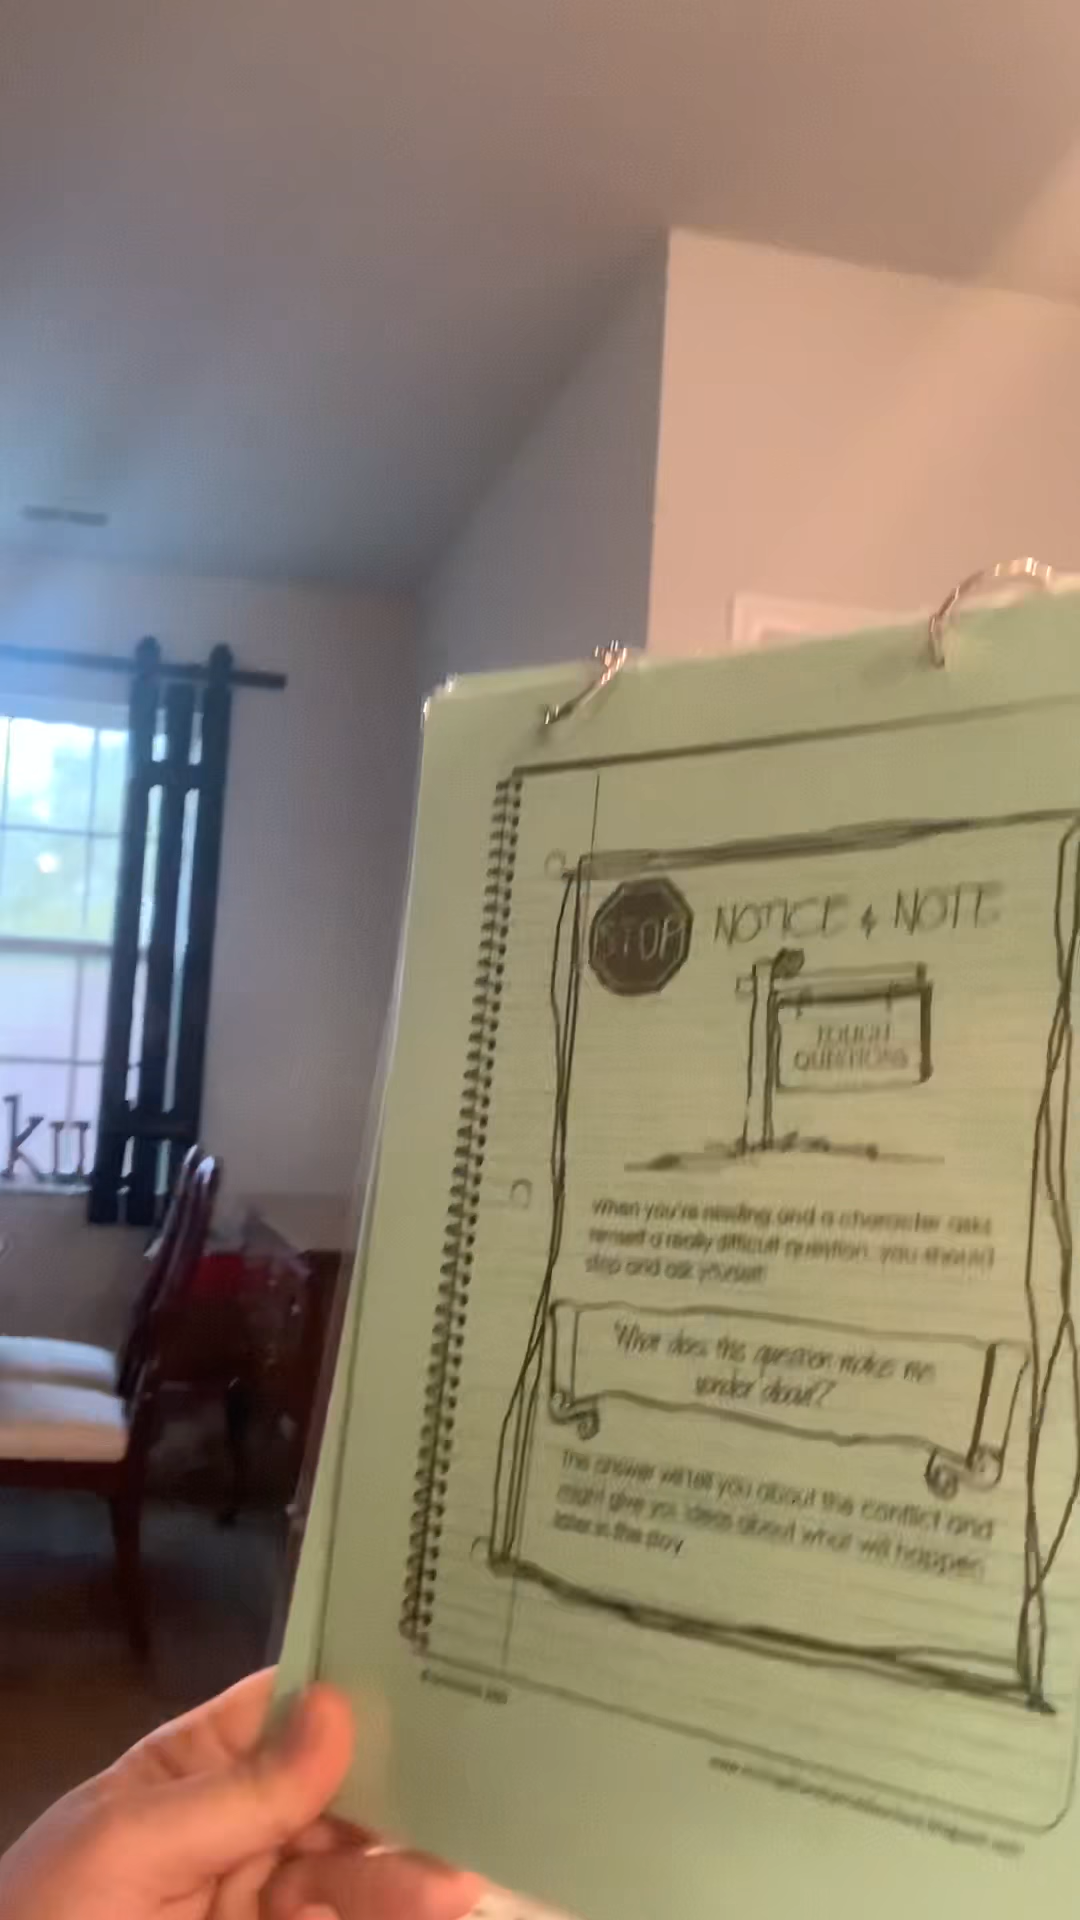 STOP NOTICE & NOTE
TOUGH
QUESTIONS
When you're reading and a character asks
himself a really difficult question, you should
stop and ask yourself:
"What does this question make me
wonder about?"
The answer will tell you about the conflict and
might give you ideas about what will happen
later in the story
ku